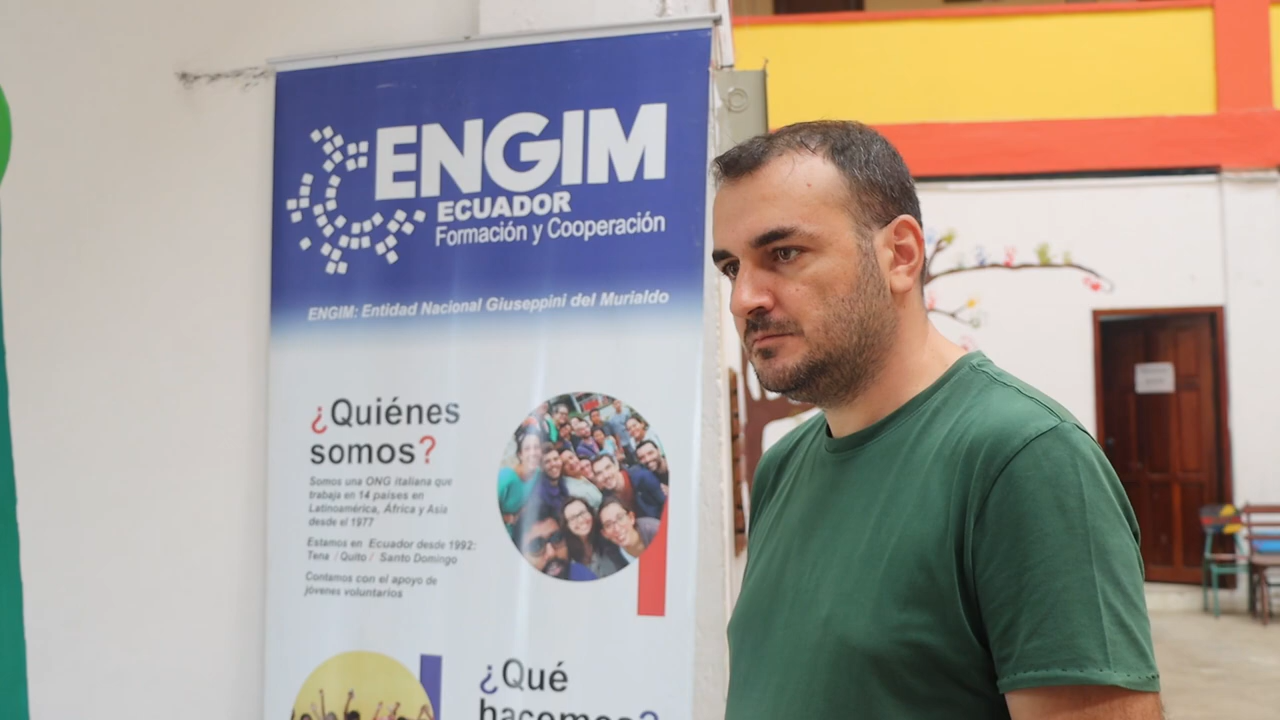 ENGIM
ECUADOR
Formación y Cooperación
ENGIM: Entidad Nacional Giuseppini del Murialdo
¿Quiénes
somos?
Somos una ONG italiana que
trabaja en 14 países en
Latinoamérica, África y Asia
desde el 1977
Estamos en Ecuador desde 1992:
Tena / Quito / Santo Domingo
Contamos con el apoyo de
jóvenes voluntarios
¿Qué
hacemos?